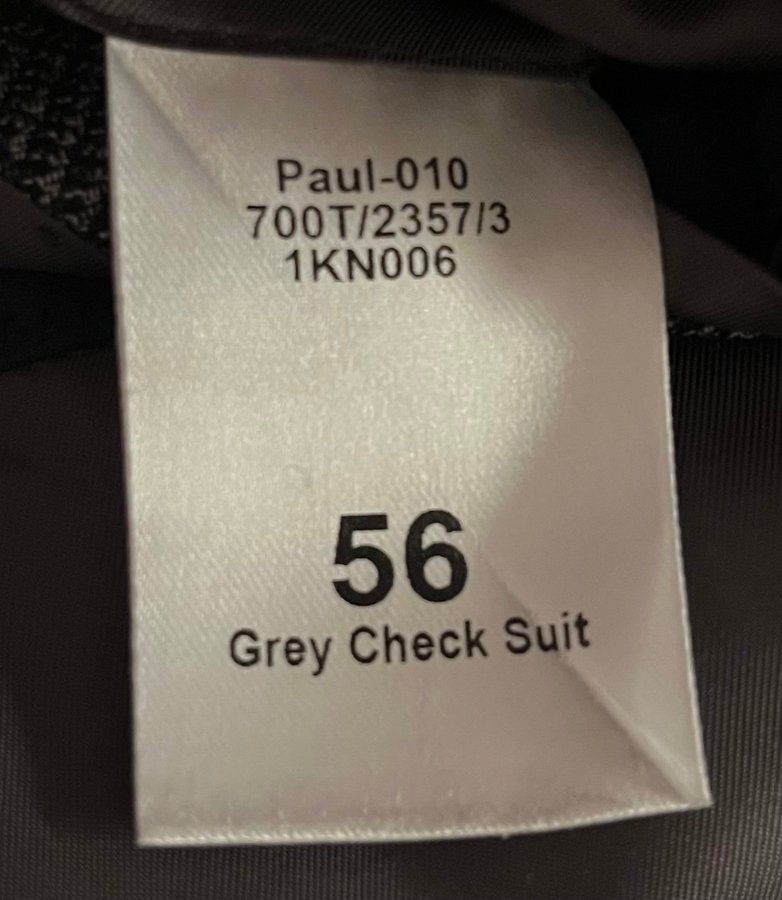 Paul-010
700T/2357/3
1KN006
56
Grey Check Suit